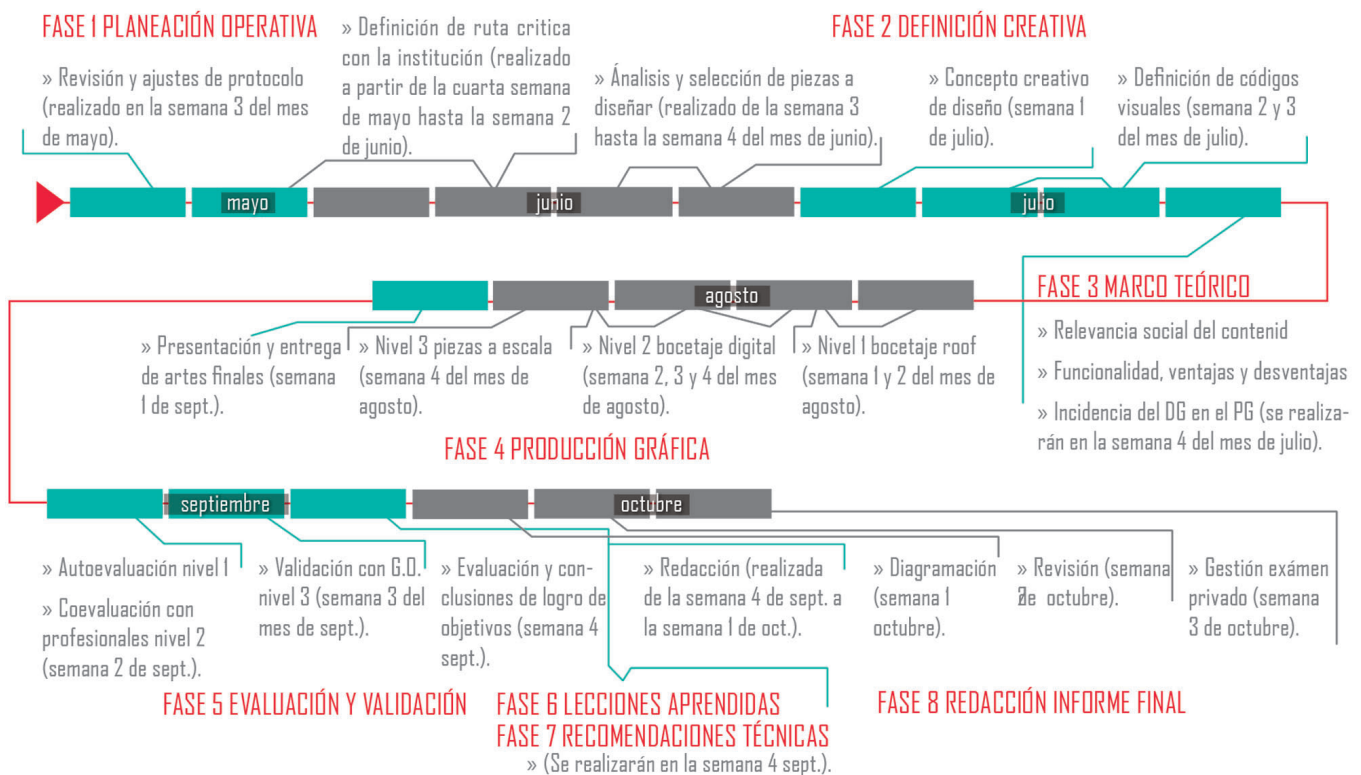 FASE 1 PLANEACIÓN OPERATIVA
» Revisión y ajustes de protocolo
(realizado en la semana 3 del mes
de mayo).
» Definición de ruta critica
con la institución (realizado
a partir de la cuarta semana
de mayo hasta la semana 2
de junio).
FASE 2 DEFINICIÓN CREATIVA
» Ánalisis y selección de piezas a
diseñar (realizado de la semana 3
hasta la semana 4 del mes de junio).
» Concepto creativo
de diseño (semana 1
de julio).
» Definición de códigos
visuales (semana 2 y 3
del mes de julio).
mayo
junio
julio
FASE 3 MARCO TEÓRICO
» Relevancia social del contenid
» Funcionalidad, ventajas y desventajas
» Incidencia del DG en el PG (se realiza-
rán en la semana 4 del mes de julio).
agosto
» Presentación y entrega
de artes finales (semana
1 de sept.).
» Nivel 3 piezas a escala
(semana 4 del mes de
agosto).
» Nivel 2 bocetaje digital
(semana 2, 3 y 4 del mes
de agosto).
» Nivel 1 bocetaje roof
(semana 1 y 2 del mes de
agosto).
FASE 4 PRODUCCIÓN GRÁFICA
septiembre
octubre
» Autoevaluación nivel 1
» Coevaluación con
profesionales nivel 2
(semana 2 de sept.).
» Validación con G.O.
nivel 3 (semana 3 del
mes de sept.).
» Evaluación y con-
clusiones de logro de
objetivos (semana 4
sept.).
» Redacción (realizada
de la semana 4 de sept. a
la semana 1 de oct.).
» Diagramación
(semana 1
octubre).
» Revisión (semana
2de octubre).
» Gestión exámen
privado (semana
3 de octubre).
FASE 5 EVALUACIÓN Y VALIDACIÓN
FASE 6 LECCIONES APRENDIDAS
FASE 7 RECOMENDACIONES TÉCNICAS
» (Se realizarán en la semana 4 sept.).
FASE 8 REDACCIÓN INFORME FINAL